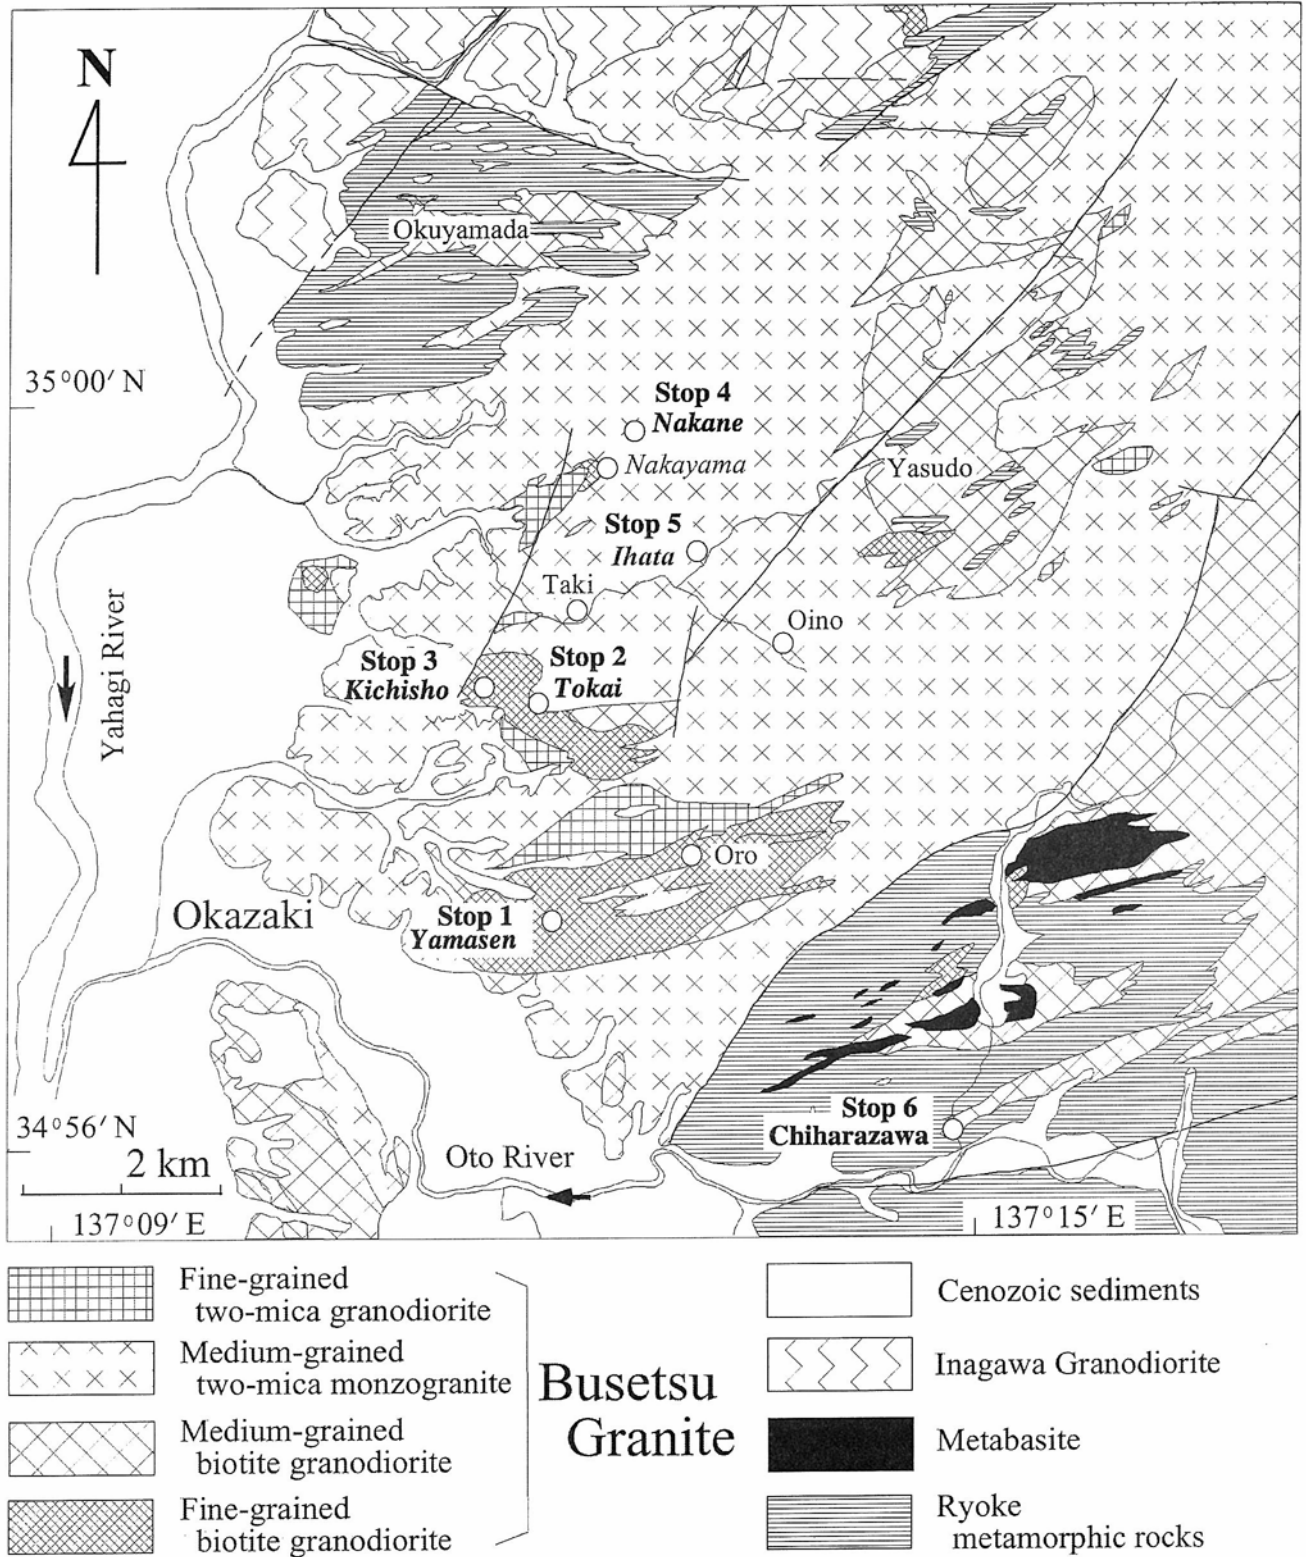 N
Okuyamada
35°00′ N
Stop 4
Nakane
Nakayama
Yasudo
Stop 5
Ihata
Taki
Oino
Yahagi River
Stop 3
Kichisho
Stop 2
Tokai
Oro
Okazaki
Stop 1
Yamasen
34°56′ N
2 km
Oto River
Stop 6
Chiharazawa
137°09′ E
137°15′ E
Fine-grained
two-mica granodiorite
Medium-grained
two-mica monzogranite
Medium-grained
biotite granodiorite
Fine-grained
biotite granodiorite
Busetsu
Granite
Cenozoic sediments
Inagawa Granodiorite
Metabasite
Ryoke
metamorphic rocks